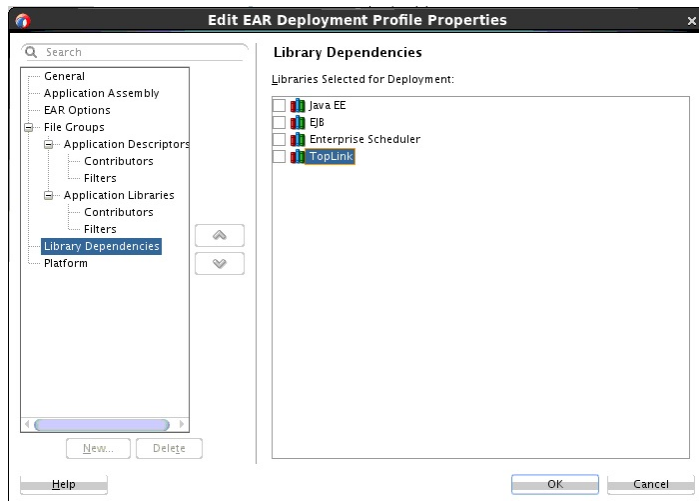 Edit EAR Deployment Profile Properties
Search
General
Application Assembly
EAR Options
File Groups
Application Descriptors
Contributors
Filters
Application Libraries
Contributors
Filters
Library Dependencies
Platform
New...
Delete
Library Dependencies
Libraries Selected for Deployment:
Java EE
EJB
Enterprise Scheduler
TopLink
Help
OK
Cancel